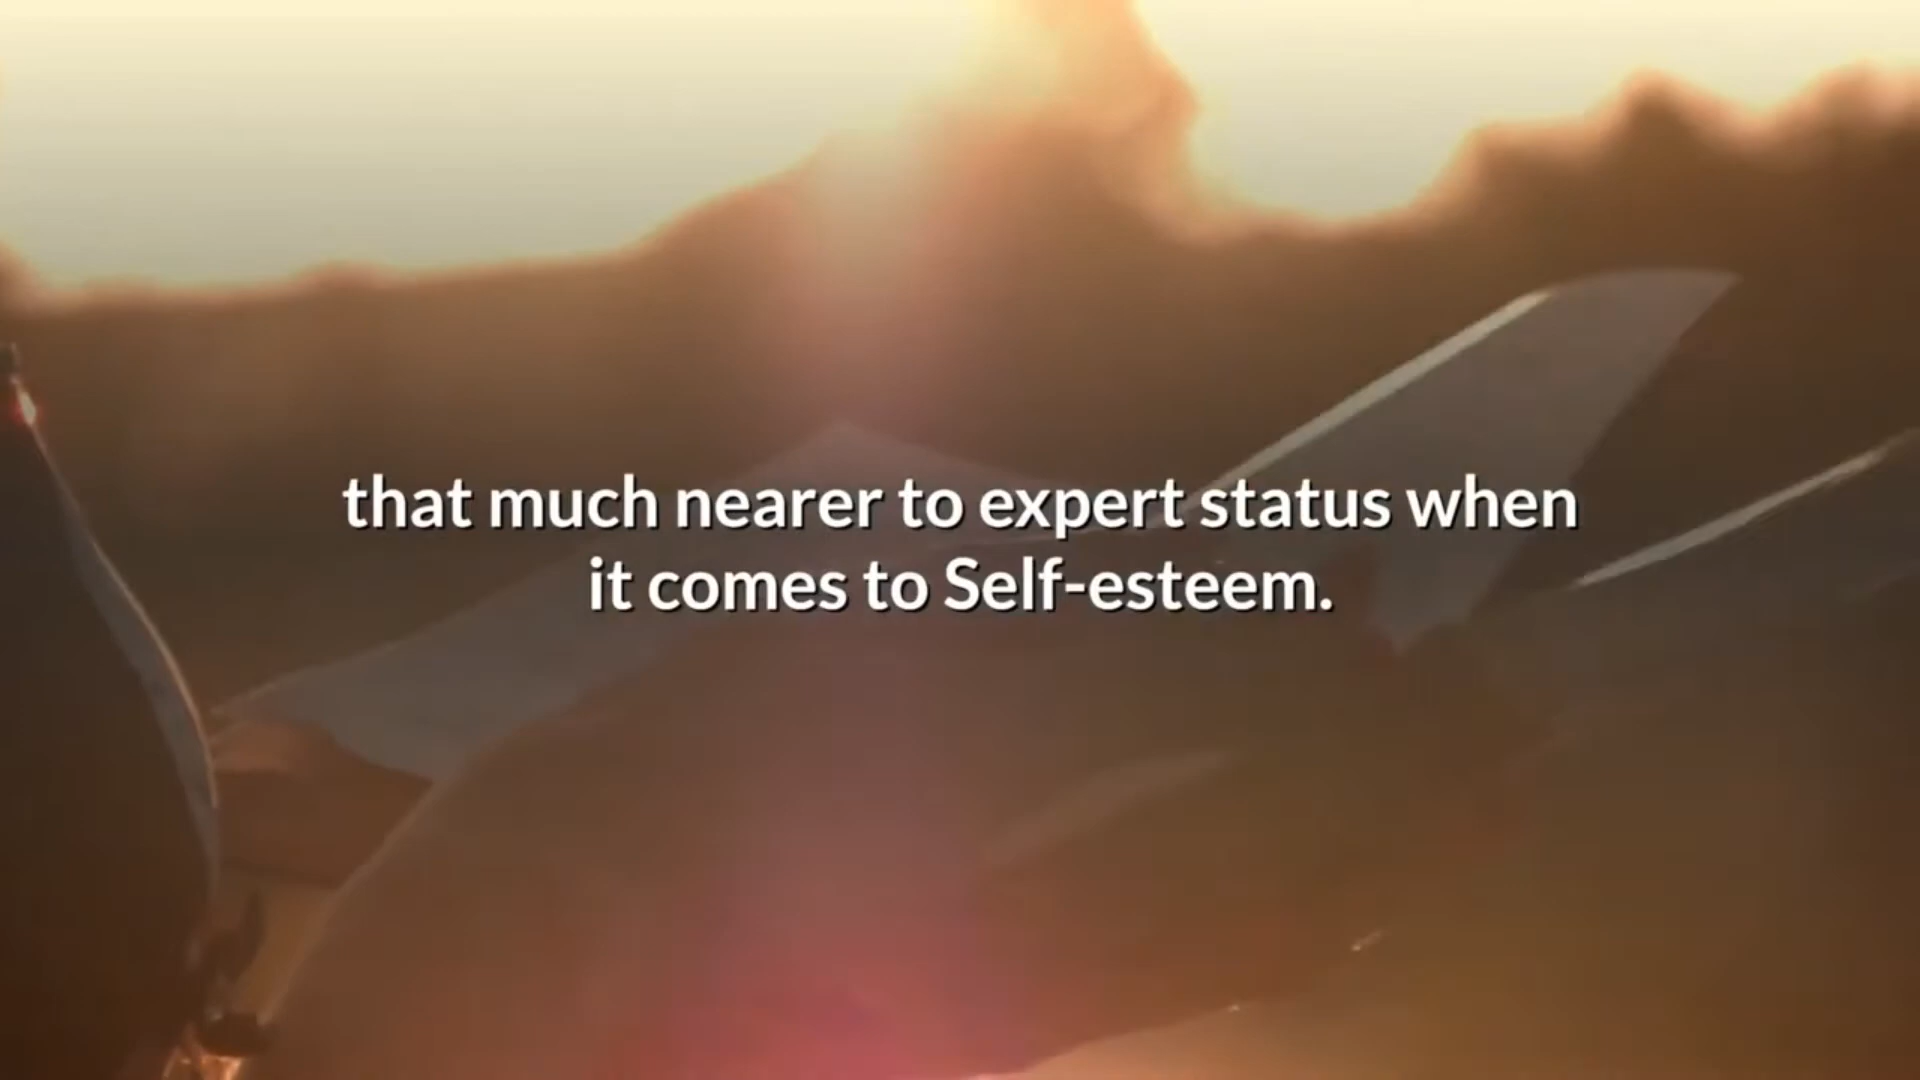 that much nearer to expert status when
it comes to Self-esteem.